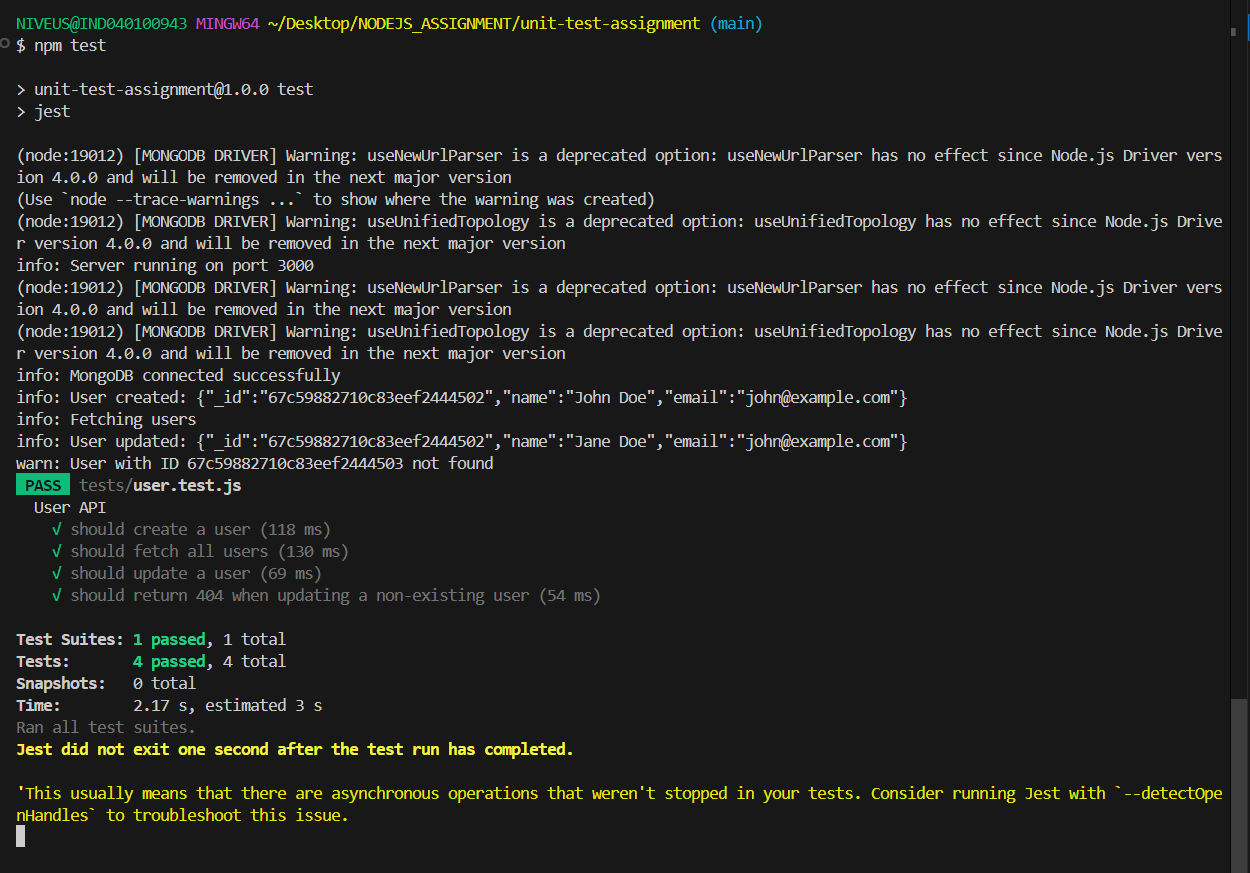 NIVEUS@IND040100943 MINGW64 ~/Desktop/NODEJS_ASSIGNMENT/unit-test-assignment (main)
$ npm test
> unit-test-assignment@1.0.0 test
> jest
(node:19012) [MONGODB DRIVER] Warning: useNewUrlParser is a deprecated option: useNewUrlParser has no effect since Node.js Driver vers
ion 4.0.0 and will be removed in the next major version
(Use `node --trace-warnings ...` to show where the warning was created)
(node:19012) [MONGODB DRIVER] Warning: useUnifiedTopology is a deprecated option: useUnifiedTopology has no effect since Node.js Drive
r version 4.0.0 and will be removed in the next major version
info: Server running on port 3000
(node:19012) [MONGODB DRIVER] Warning: useNewUrlParser is a deprecated option: useNewUrlParser has no effect since Node.js Driver vers
ion 4.0.0 and will be removed in the next major version
(node:19012) [MONGODB DRIVER] Warning: useUnifiedTopology is a deprecated option: useUnifiedTopology has no effect since Node.js Drive
r version 4.0.0 and will be removed in the next major version
info: MongoDB connected successfully
info: User created: {"_id":"67c59882710c83eef2444502","name":"John Doe","email":"john@example.com"}
info: Fetching users
info: User updated: {"_id":"67c59882710c83eef2444502","name":"Jane Doe","email":"john@example.com"}
warn: User with ID 67c59882710c83eef2444503 not found
PASS tests/user.test.js
User API
√ should create a user (118 ms)
√ should fetch all users (130 ms)
√ should update a user (69 ms)
√ should return 404 when updating a non-existing user (54 ms)
Test Suites: 1 passed, 1 total
Tests: 4 passed, 4 total
Snapshots: 0 total
Time: 2.17 s, estimated 3 s
Ran all test suites.
Jest did not exit one second after the test run has completed.
'This usually means that there are asynchronous operations that weren't stopped in your tests. Consider running Jest with `--detectOpe
nHandles` to troubleshoot this issue.